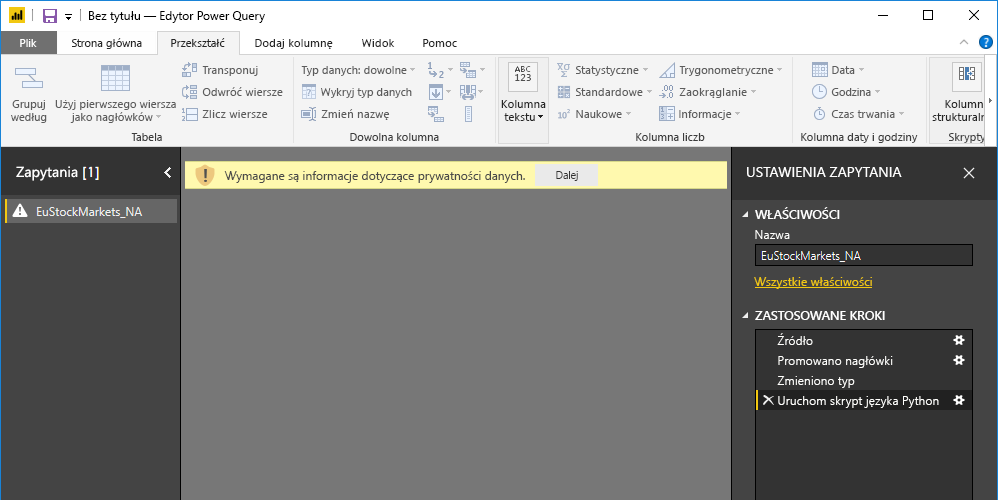 Bez tytułu — Edytor Power Query
Plik
Strona główna
Przekształć
Dodaj kolumnę
Widok
Pomoc
Grupuj
według
Użyj pierwszego wiersza
jako nagłówków
Transponuj
Odwróć wiersze
Zlicz wiersze
Tabela
Typ danych: dowolne
Wykryj typ danych
Zmień nazwę
Dowolna kolumna
ABC
123
Kolumna
tekstu
Statystyczne
Standardowe
Naukowe
Trygonometryczne
Zaokrąglanie
Informacje
Kolumna liczb
Data
Godzina
Czas trwania
Kolumna daty i godziny
Kolumn
strukturaln
Skrypty
Zapytania [1]
EuStockMarkets_NA
Wymagane są informacje dotyczące prywatności danych.
Dalej
USTAWIENIA ZAPYTANIA
WŁAŚCIWOŚCI
Nazwa
EuStockMarkets_NA
Wszystkie właściwości
ZASTOSOWANE KROKI
Źródło
Promowano nagłówki
Zmieniono typ
Uruchom skrypt języka Python